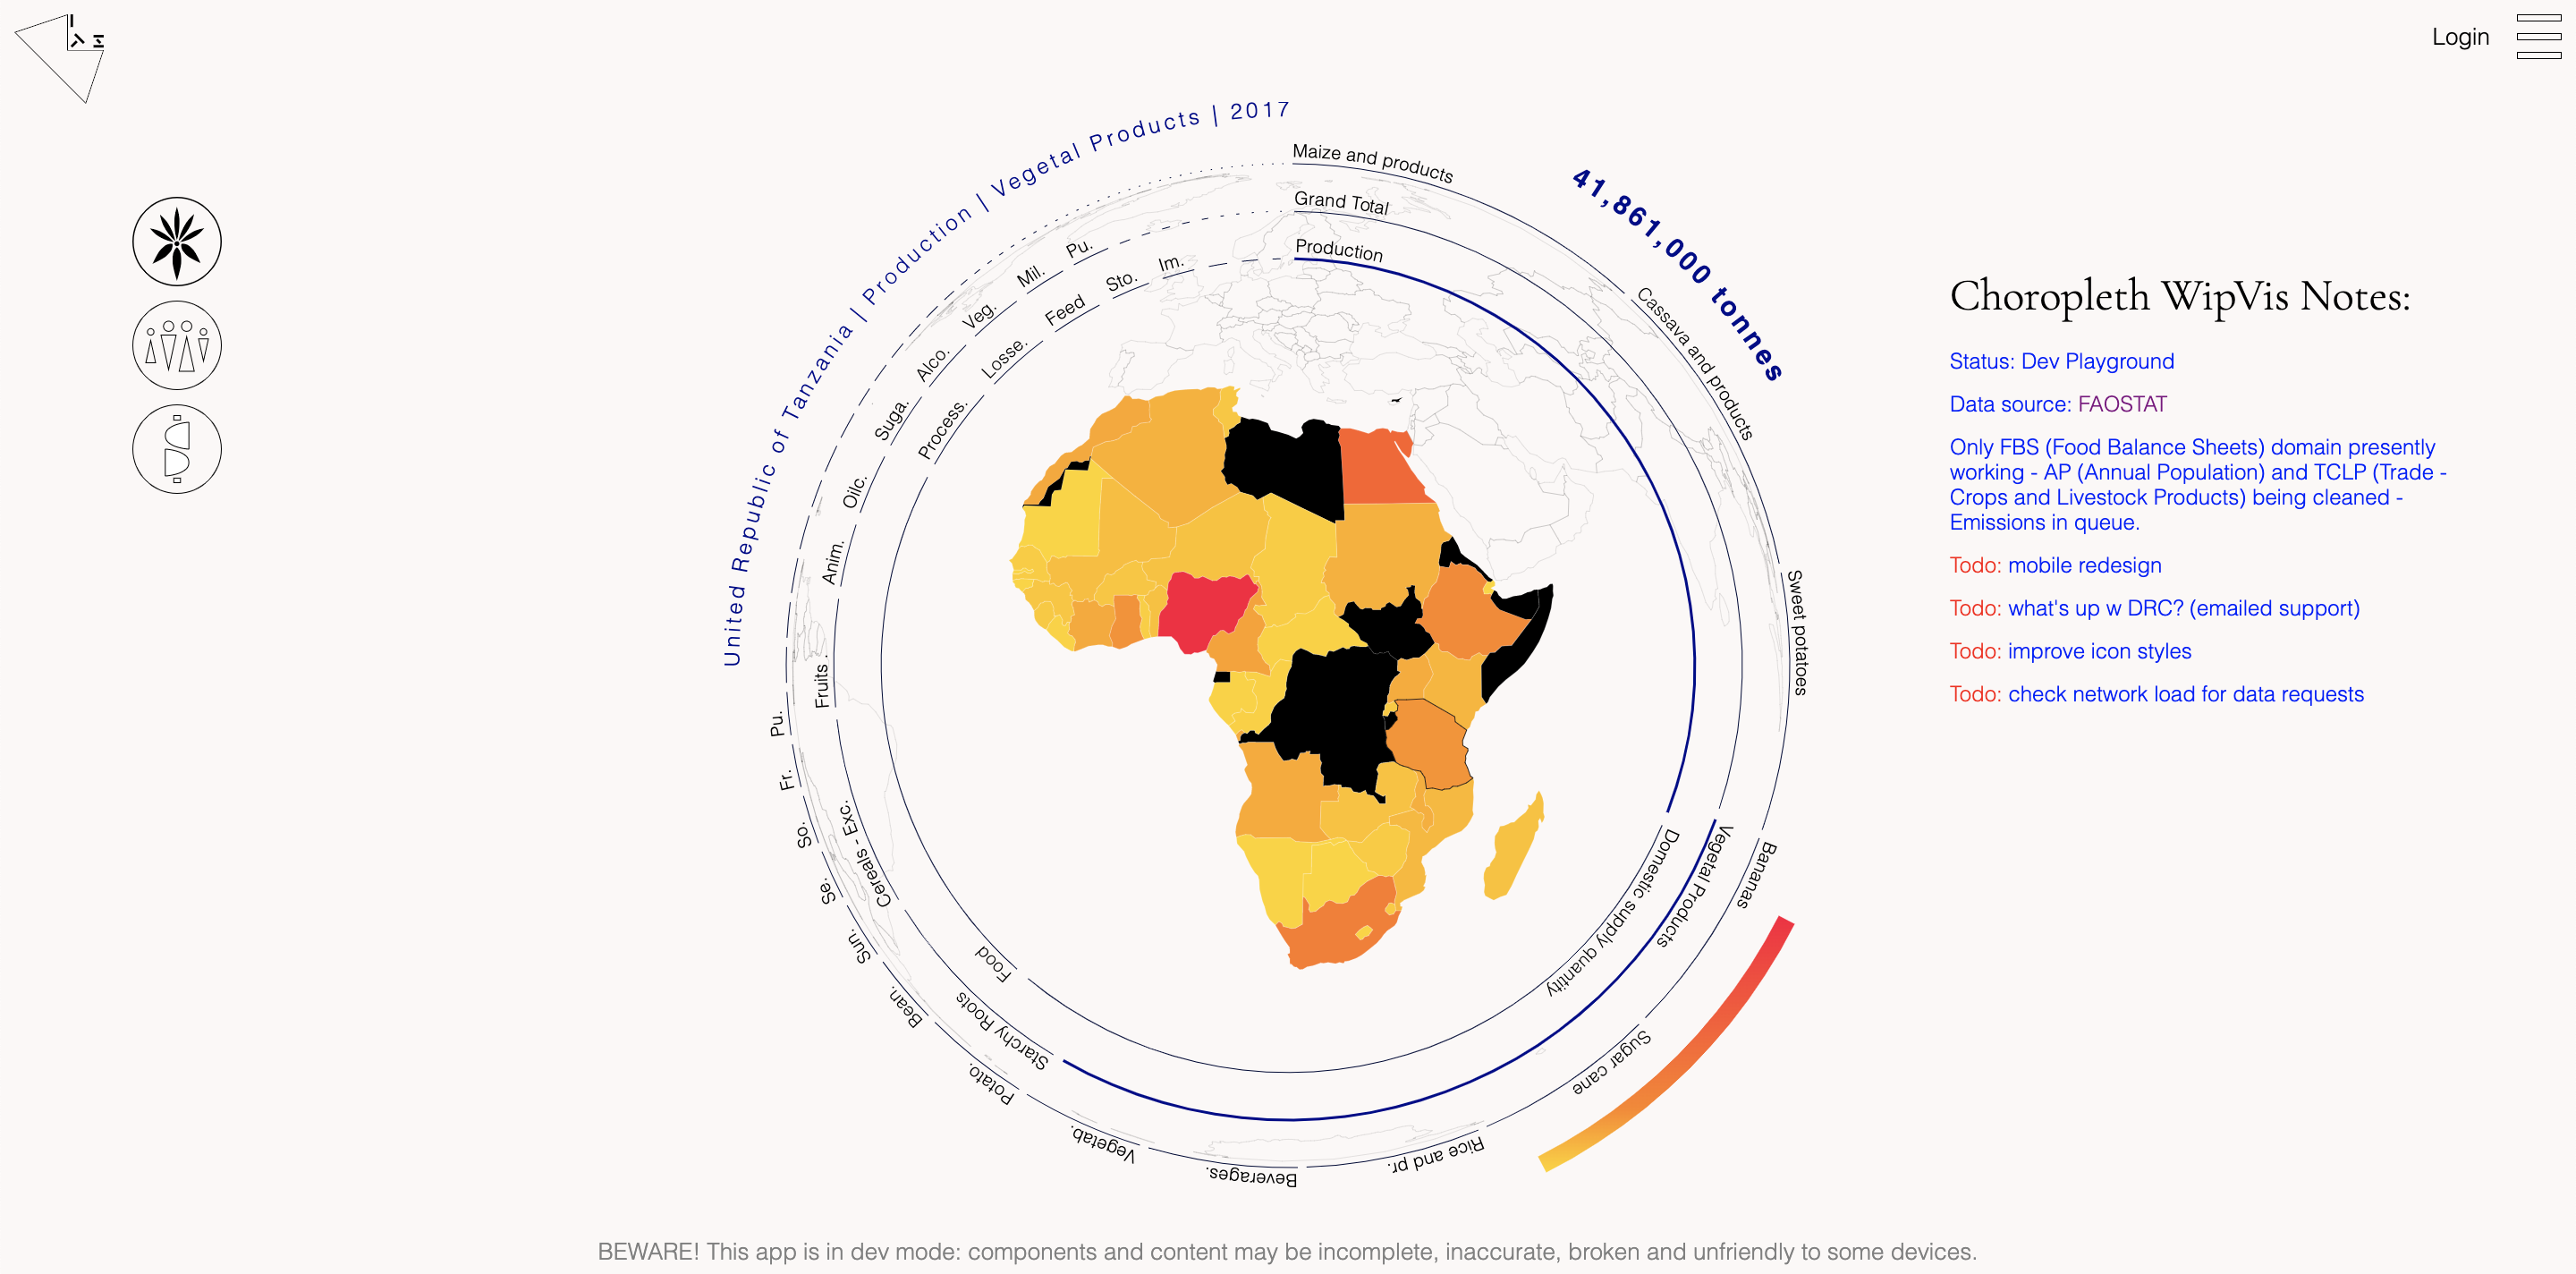 Login
United Republic of Tanzania | Production | Vegetal Products | 2017
41,861,000 tonnes
Maize and products
Cassava and products
Sweet potatoes
Bananas
Sugar cane
Rice and pr.
Beverages.
Vegetab.
Potato.
Bean.
Sun.
Se.
So.
Fr.
Pu.
Grand Total
Vegetal Products
Starchy Roots
Cereals - Exc.
Fruits .
Anim.
Oilc.
Suga.
Alco.
Veg.
Mil.
Pu.
Production
Domestic supply quantity
Food
Process.
Losse.
Feed
Sto.
Im.
Choropleth WipVis Notes:
Status: Dev Playground
Data source: FAOSTAT
Only FBS (Food Balance Sheets) domain presently
working - AP (Annual Population) and TCLP (Trade -
Crops and Livestock Products) being cleaned -
Emissions in queue.
Todo: mobile redesign
Todo: what's up w DRC? (emailed support)
Todo: improve icon styles
Todo: check network load for data requests
BEWARE! This app is in dev mode: components and content may be incomplete, inaccurate, broken and unfriendly to some devices.